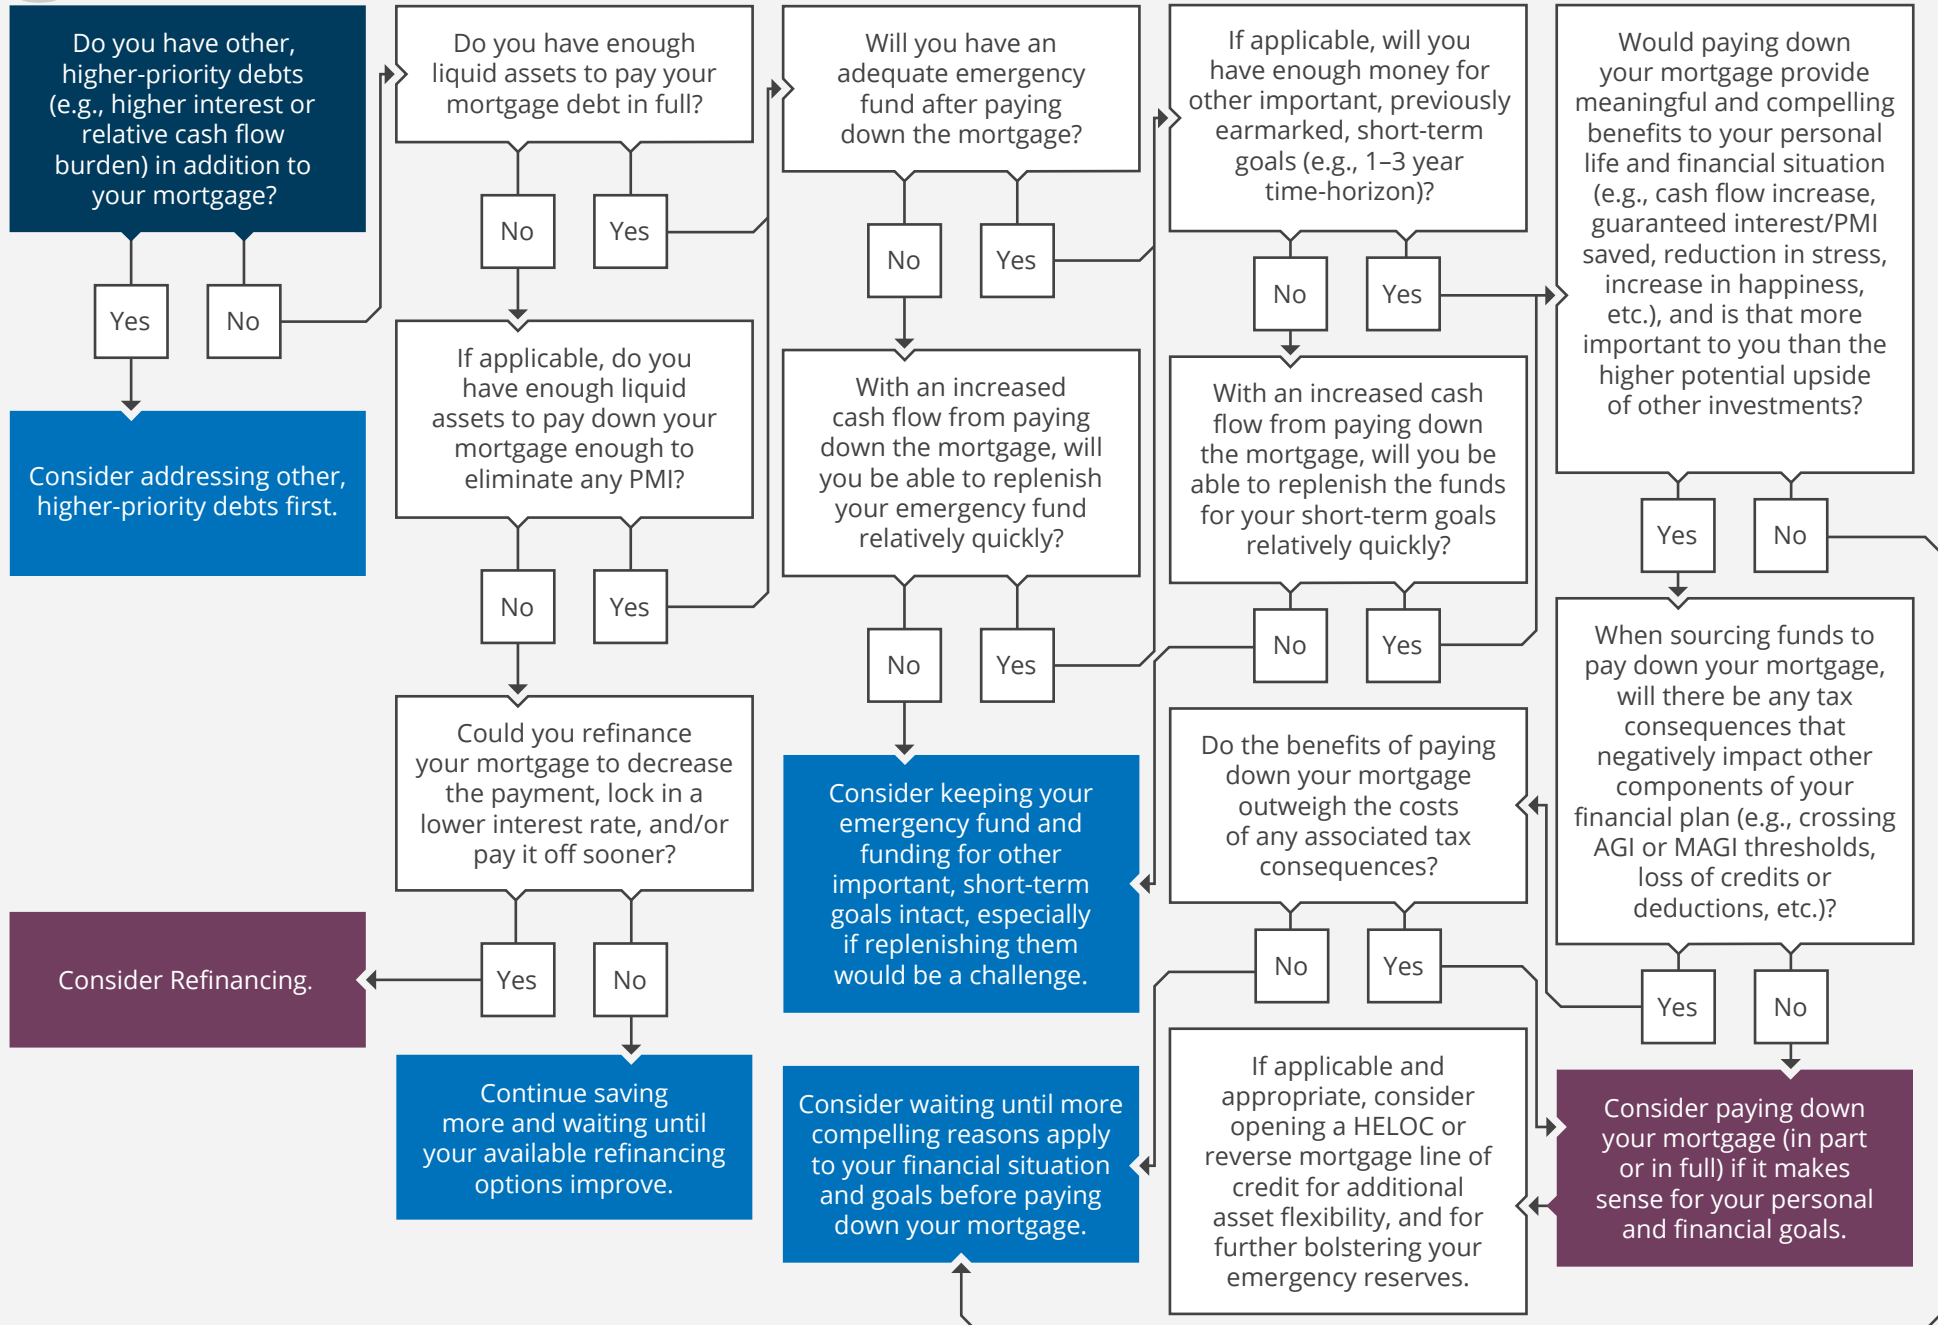 Do you have other,
higher-priority debts
(e.g., higher interest or
relative cash flow
burden) in addition to
your mortgage?
Yes
No
Consider addressing other,
higher-priority debts first.
Do you have enough
liquid assets to pay your
mortgage debt in full?
No
Yes
If applicable, do you
have enough liquid
assets to pay down your
mortgage enough to
eliminate any PMI?
No
Yes
Could you refinance
your mortgage to decrease
the payment, lock in a
lower interest rate, and/or
pay it off sooner?
Yes
No
Consider Refinancing.
Continue saving
more and waiting until
your available refinancing
options improve.
Will you have an
adequate emergency
fund after paying
down the mortgage?
No
Yes
With an increased
cash flow from paying
down the mortgage, will
you be able to replenish
your emergency fund
relatively quickly?
No
Yes
Consider keeping your
emergency fund and
funding for other
important, short-term
goals intact, especially
if replenishing them
would be a challenge.
Consider waiting until more
compelling reasons apply
to your financial situation
and goals before paying
down your mortgage.
If applicable, will you
have enough money for
other important, previously
earmarked, short-term
goals (e.g., 1–3 year
time-horizon)?
No
Yes
With an increased cash
flow from paying down
the mortgage, will you be
able to replenish the funds
for your short-term goals
relatively quickly?
No
Yes
Do the benefits of paying
down your mortgage
outweigh the costs
of any associated tax
consequences?
No
Yes
If applicable and
appropriate, consider
opening a HELOC or
reverse mortgage line of
credit for additional
asset flexibility, and for
further bolstering your
emergency reserves.
Would paying down
your mortgage provide
meaningful and compelling
benefits to your personal
life and financial situation
(e.g., cash flow increase,
guaranteed interest/PMI
saved, reduction in stress,
increase in happiness,
etc.), and is that more
important to you than the
higher potential upside
of other investments?
Yes
No
When sourcing funds to
pay down your mortgage,
will there be any tax
consequences that
negatively impact other
components of your
financial plan (e.g., crossing
AGI or MAGI thresholds,
loss of credits or
deductions, etc.)?
Yes
No
Consider paying down
your mortgage (in part
or in full) if it makes
sense for your personal
and financial goals.